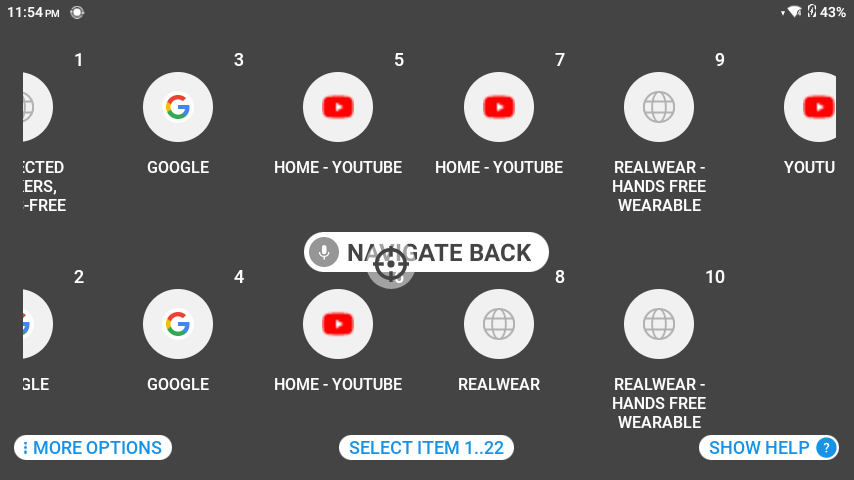 11:54 PM
43%
1
3
5
7
9
ECTED
ERS,
-FREE
GOOGLE
HOME - YOUTUBE
HOME - YOUTUBE
REALWEAR -
HANDS FREE
WEARABLE
YOUTU
NAVIGATE BACK
2
4
8
10
GLE
GOOGLE
HOME - YOUTUBE
REALWEAR
REALWEAR -
HANDS FREE
WEARABLE
MORE OPTIONS
SELECT ITEM 1..22
SHOW HELP ?